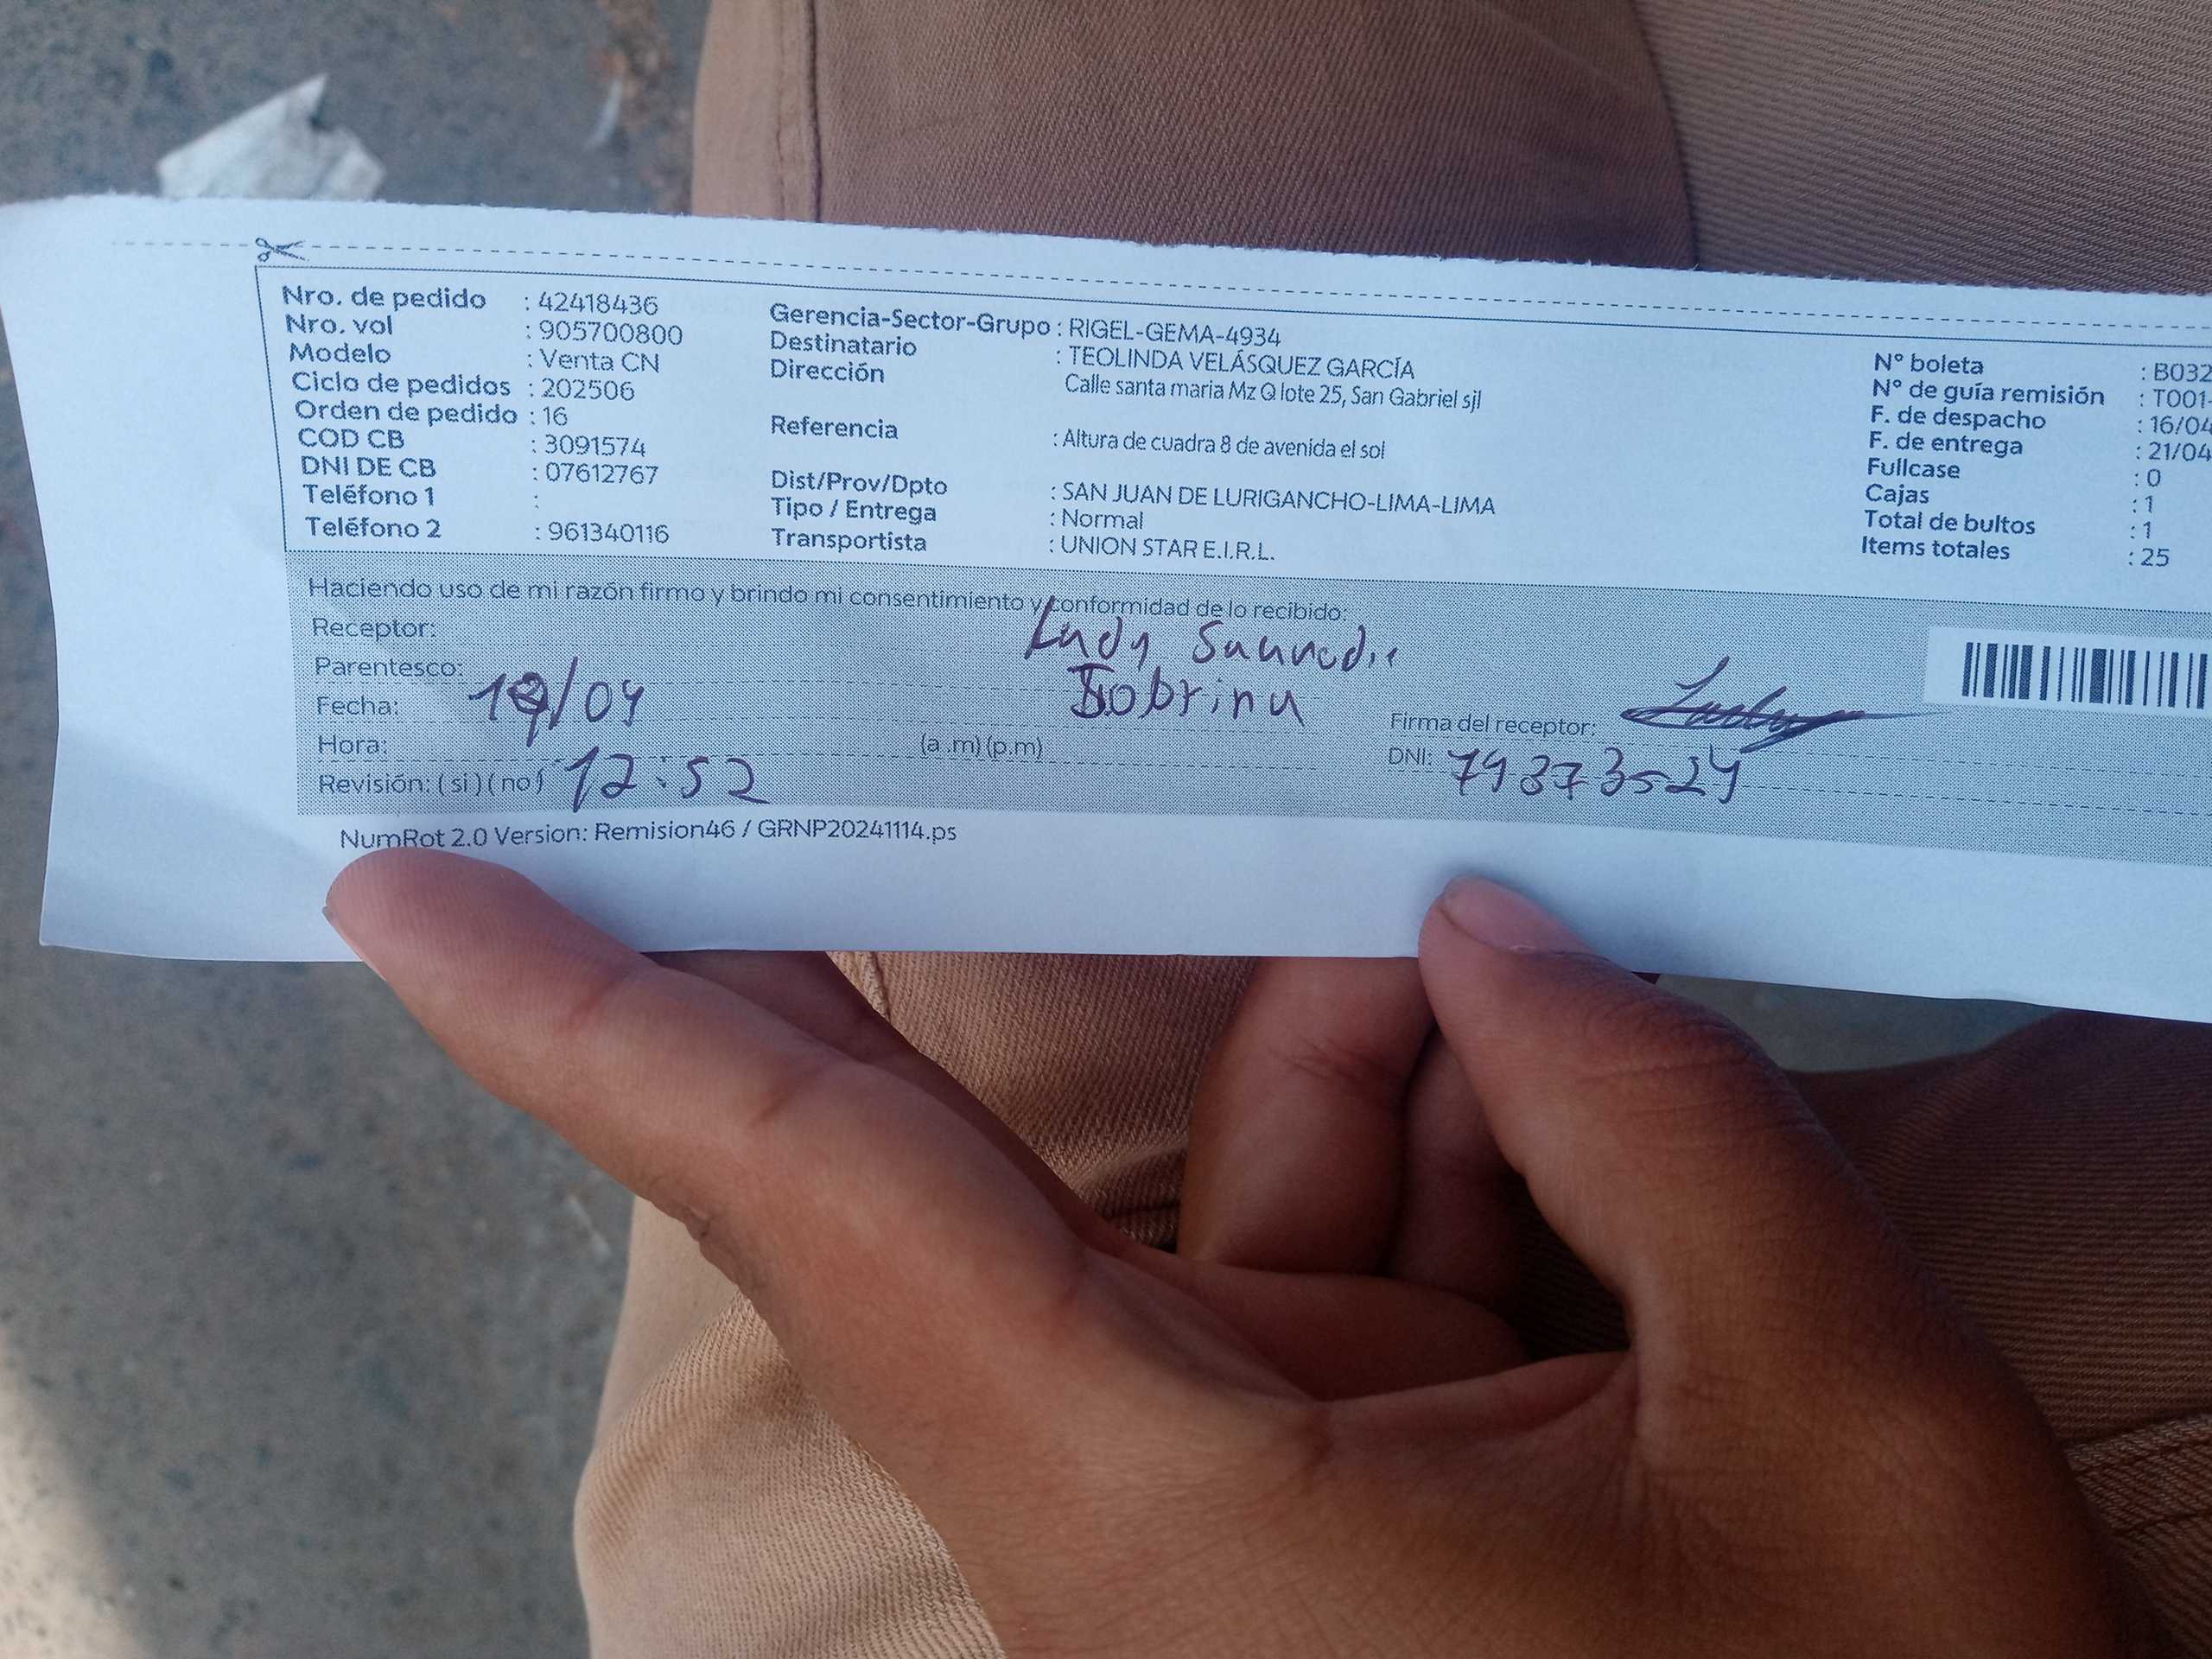 Nro. de pedido : 42418436
Nro. vol : 905700800
Modelo : Venta CN
Ciclo de pedidos : 202506
Orden de pedido : 16
COD CB : 3091574
DNI DE CB : 07612767
Teléfono 1 :
Teléfono 2 : 961340116
Gerencia-Sector-Grupo : RIGEL-GEMA-4934
Destinatario : TEOLINDA VELÁSQUEZ GARCÍA
Dirección Calle santa maria Mz Q lote 25, San Gabriel sjl
Referencia : Altura de cuadra 8 de avenida el sol
Dist/Prov/Dpto : SAN JUAN DE LURIGANCHO-LIMA-LIMA
Tipo / Entrega : Normal
Transportista : UNION STAR E.I.R.L.
N° boleta : B032
N° de guía remisión : T001-
F. de despacho : 16/04
F. de entrega : 21/04
Fullcase : 0
Cajas : 1
Total de bultos : 1
Items totales : 25
Haciendo uso de mi razón firmo y brindo mi consentimiento y conformidad de lo recibido:
Receptor: Lady
Parentesco: Sobrina
Fecha: /04
Hora: (a .m) (p.m)
Revisión: ( si ) ( no ) 12:52
Firma del receptor:
DNI: 74373524
NumRot 2.0 Version: Remision46 / GRNP20241114.ps